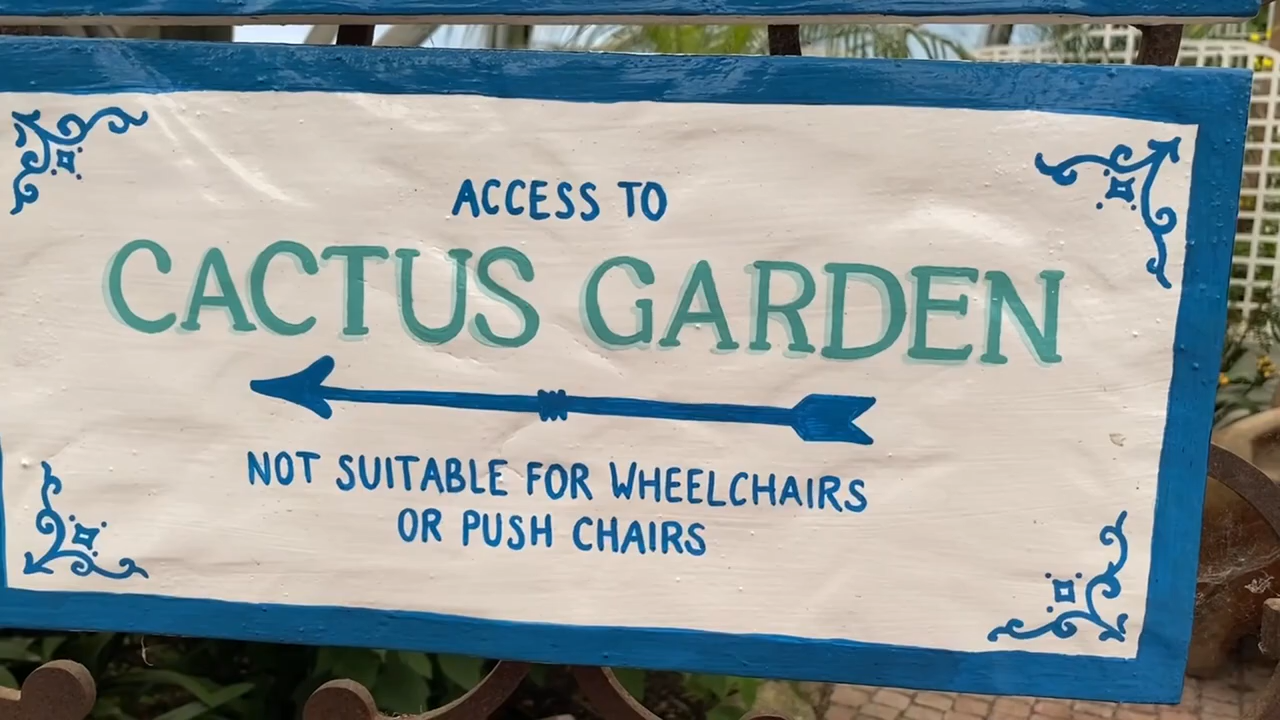 ACCESS TO
CACTUS GARDEN
NOT SUITABLE FOR WHEELCHAIRS
OR PUSH CHAIRS